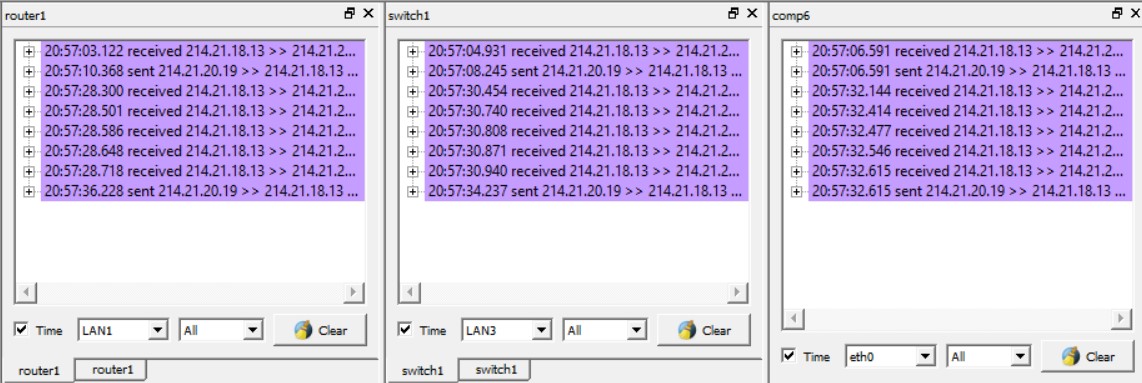 router1
20:57:03.122 received 214.21.18.13 >> 214.21.2...
20:57:10.368 sent 214.21.20.19 >> 214.21.18.13 ...
20:57:28.300 received 214.21.18.13 >> 214.21.2...
20:57:28.501 received 214.21.18.13 >> 214.21.2...
20:57:28.586 received 214.21.18.13 >> 214.21.2...
20:57:28.648 received 214.21.18.13 >> 214.21.2...
20:57:28.718 received 214.21.18.13 >> 214.21.2...
20:57:36.228 sent 214.21.20.19 >> 214.21.18.13 ...
Time LAN1 All Clear
router1 router1
switch1
20:57:04.931 received 214.21.18.13 >> 214.21.2...
20:57:08.245 sent 214.21.20.19 >> 214.21.18.13 ...
20:57:30.454 received 214.21.18.13 >> 214.21.2...
20:57:30.740 received 214.21.18.13 >> 214.21.2...
20:57:30.808 received 214.21.18.13 >> 214.21.2...
20:57:30.871 received 214.21.18.13 >> 214.21.2...
20:57:30.940 received 214.21.18.13 >> 214.21.2...
20:57:34.237 sent 214.21.20.19 >> 214.21.18.13 ...
Time LAN3 All Clear
switch1 switch1
comp6
20:57:06.591 received 214.21.18.13 >> 214.21.2...
20:57:06.591 sent 214.21.20.19 >> 214.21.18.13 ...
20:57:32.144 received 214.21.18.13 >> 214.21.2...
20:57:32.414 received 214.21.18.13 >> 214.21.2...
20:57:32.477 received 214.21.18.13 >> 214.21.2...
20:57:32.546 received 214.21.18.13 >> 214.21.2...
20:57:32.615 received 214.21.18.13 >> 214.21.2...
20:57:32.615 sent 214.21.20.19 >> 214.21.18.13 ...
Time eth0 All Clear